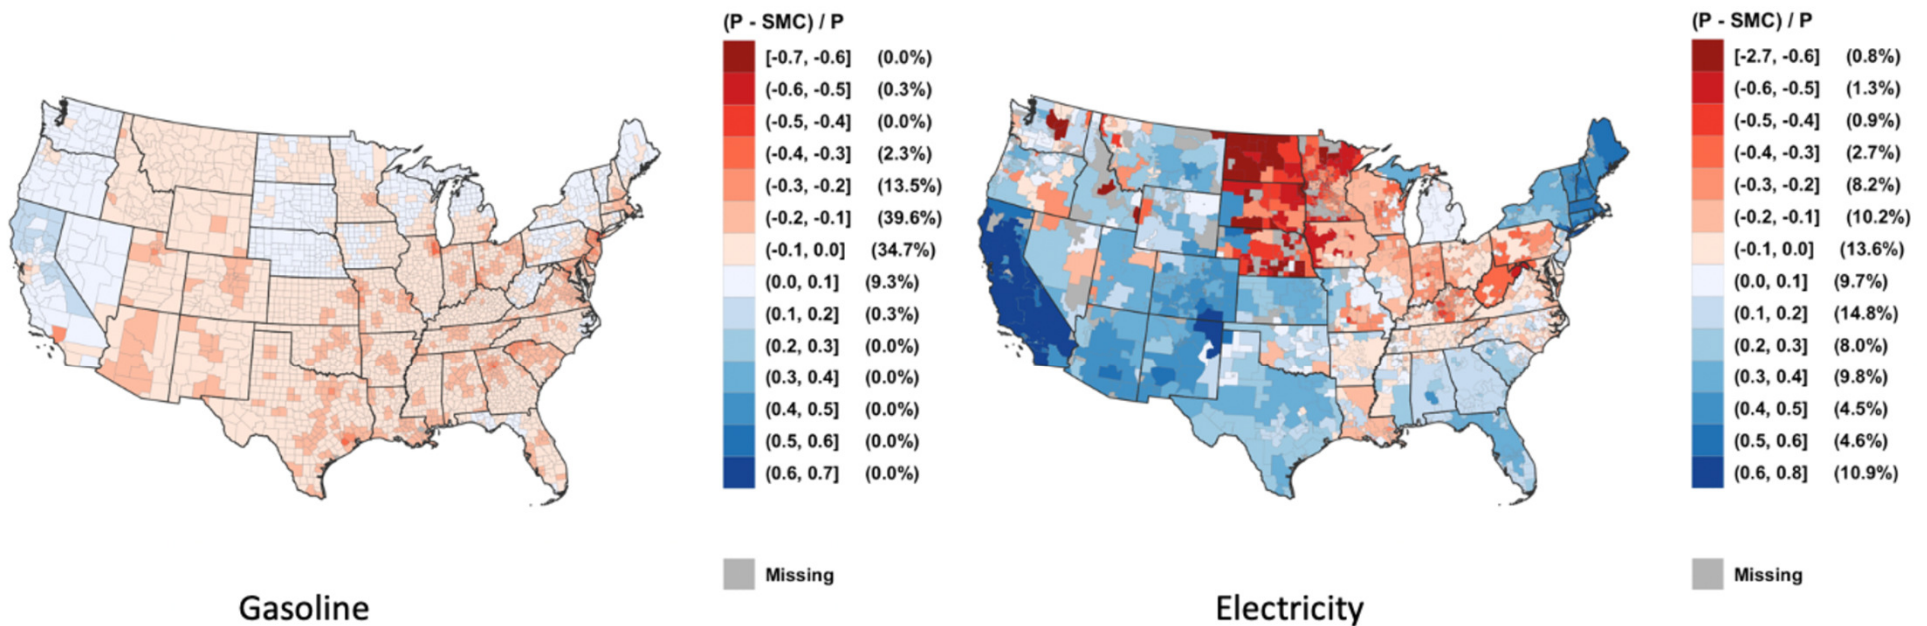 (P - SMC) / P
[-0.7, -0.6] (0.0%)
(-0.6, -0.5] (0.3%)
(-0.5, -0.4] (0.0%)
(-0.4, -0.3] (2.3%)
(-0.3, -0.2] (13.5%)
(-0.2, -0.1] (39.6%)
(-0.1, 0.0] (34.7%)
(0.0, 0.1] (9.3%)
(0.1, 0.2] (0.3%)
(0.2, 0.3] (0.0%)
(0.3, 0.4] (0.0%)
(0.4, 0.5] (0.0%)
(0.5, 0.6] (0.0%)
(0.6, 0.7] (0.0%)
Missing
Gasoline
(P - SMC) / P
[-2.7, -0.6] (0.8%)
(-0.6, -0.5] (1.3%)
(-0.5, -0.4] (0.9%)
(-0.4, -0.3] (2.7%)
(-0.3, -0.2] (8.2%)
(-0.2, -0.1] (10.2%)
(-0.1, 0.0] (13.6%)
(0.0, 0.1] (9.7%)
(0.1, 0.2] (14.8%)
(0.2, 0.3] (8.0%)
(0.3, 0.4] (9.8%)
(0.4, 0.5] (4.5%)
(0.5, 0.6] (4.6%)
(0.6, 0.8] (10.9%)
Missing
Electricity